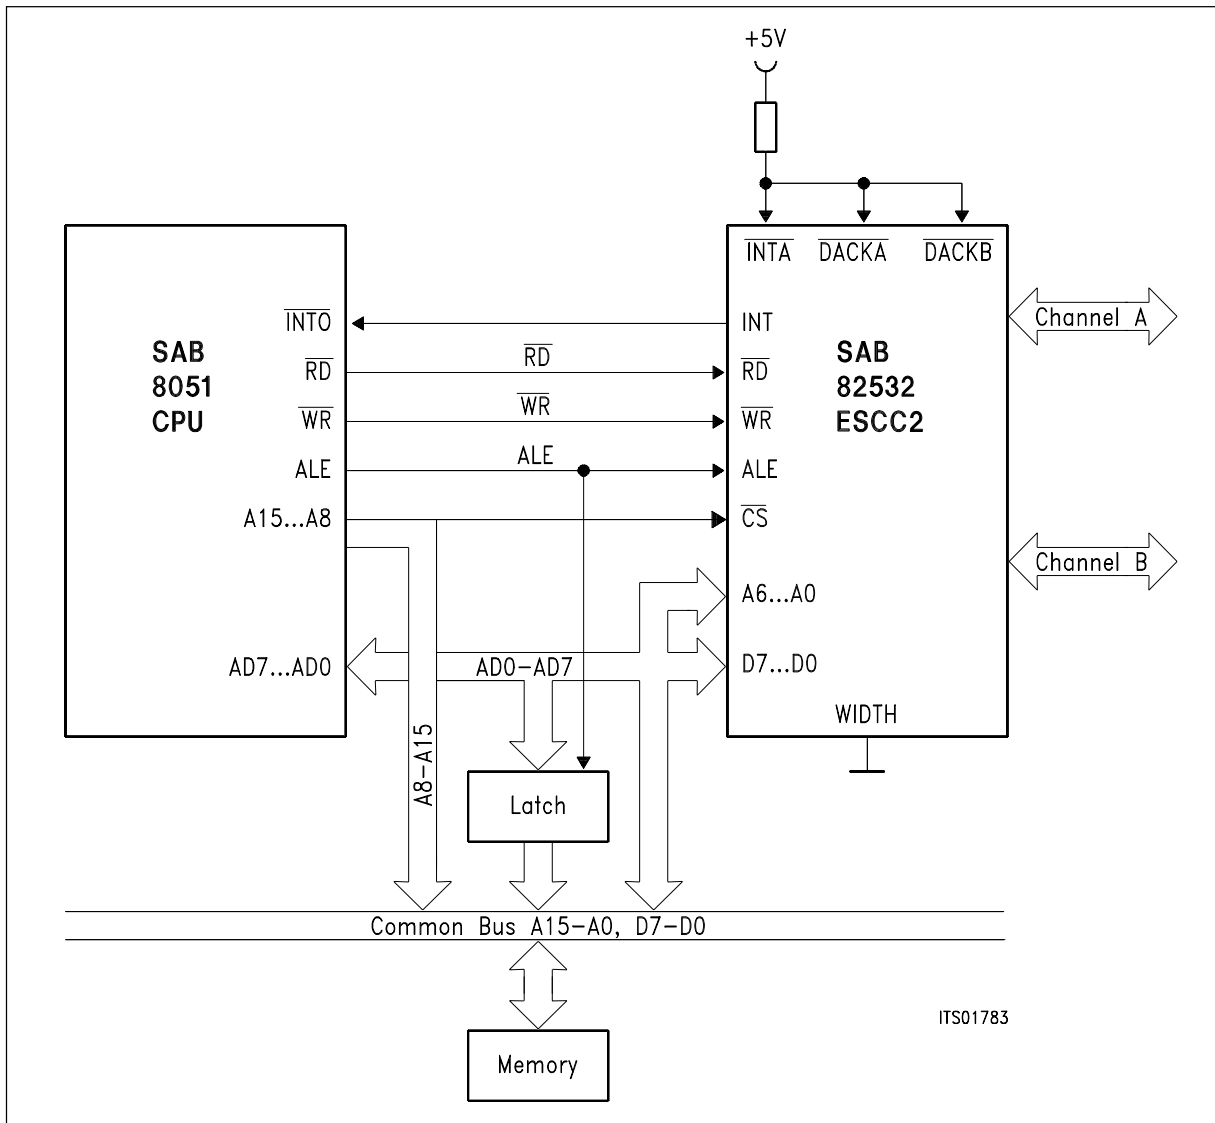 +5V
INTA DACKA DACKB
INTO
INT
Channel A
SAB
8051
CPU
RD
RD
RD
SAB
82532
ESCC2
WR
WR
WR
ALE
ALE
ALE
A15...A8
CS
Channel B
A6...A0
AD7...AD0
AD0-AD7
D7...D0
WIDTH
A8-A15
Latch
Common Bus A15-A0, D7-D0
ITS01783
Memory